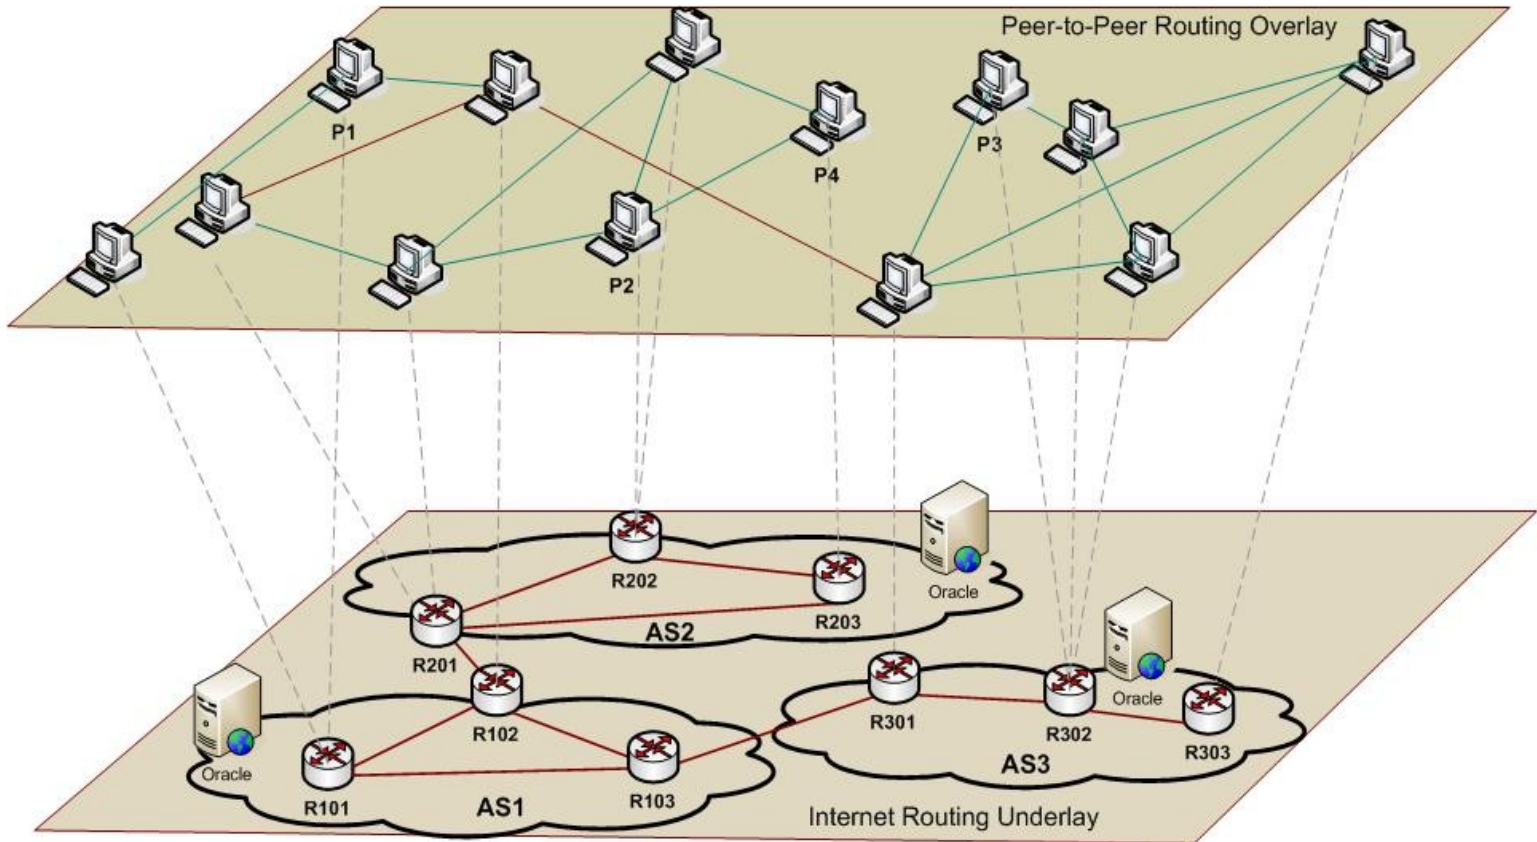 Peer-to-Peer Routing Overlay
P1
P3
P4
P2
Oracle
R202
R203
AS2
R201
Oracle
R301
R302
R303
AS3
Oracle
R102
R101
R103
AS1
Internet Routing Underlay